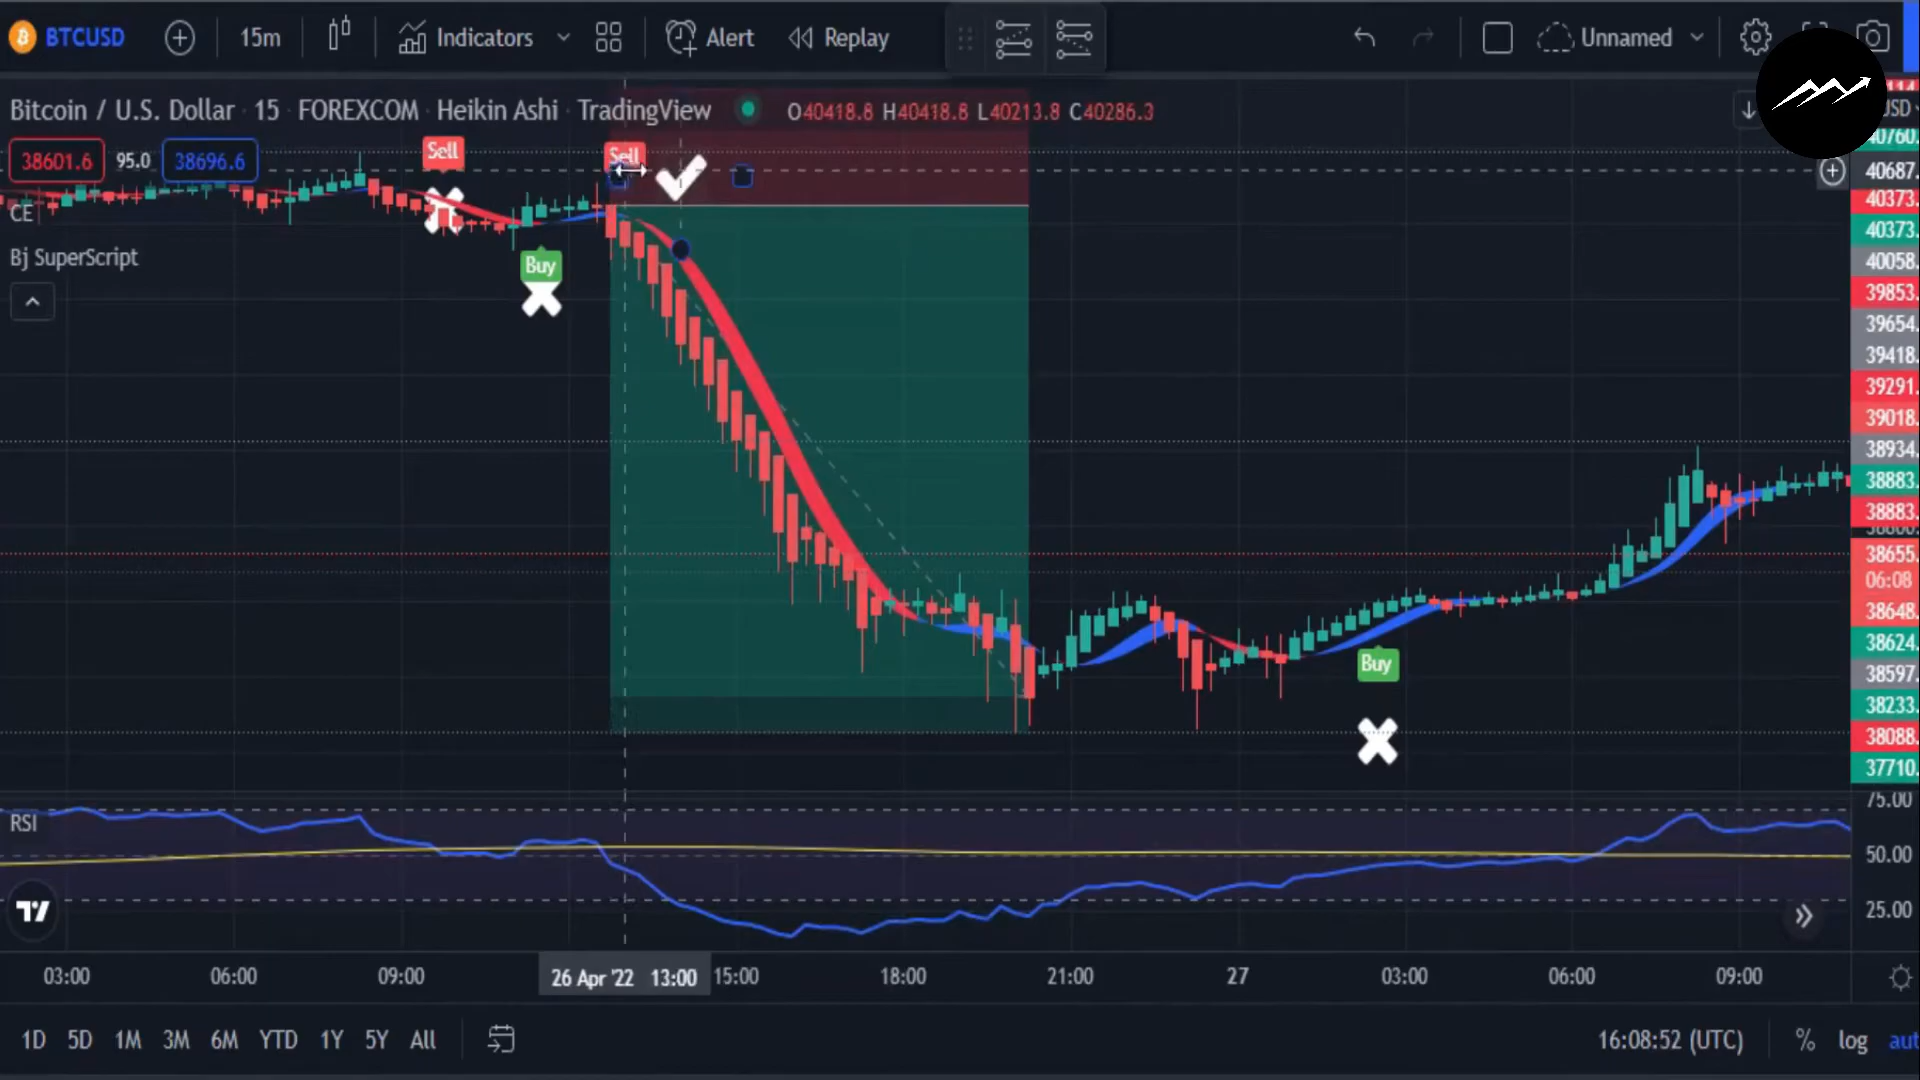 BTCUSD 15m Indicators Alert Replay Unnamed
Bitcoin / U.S. Dollar · 15 · FOREXCOM · Heikin Ashi · TradingView O40418.8 H40418.8 L40213.8 C40286.3
38601.6 95.0 38696.6
CE
Bj SuperScript
Sell
Sell
Buy
Buy
USD
40760.
40687.
40373.
40373.
40058.
39853.
39654.
39418.
39291.
39018.
38934.
38883.
38883.
38655.
06:08
38648.
38624.
38597.
38233.
38088.
37710.
RSI
75.00
50.00
25.00
03:00 06:00 09:00 26 Apr '22 13:00 15:00 18:00 21:00 27 03:00 06:00 09:00
1D 5D 1M 3M 6M YTD 1Y 5Y All 16:08:52 (UTC) % log aut